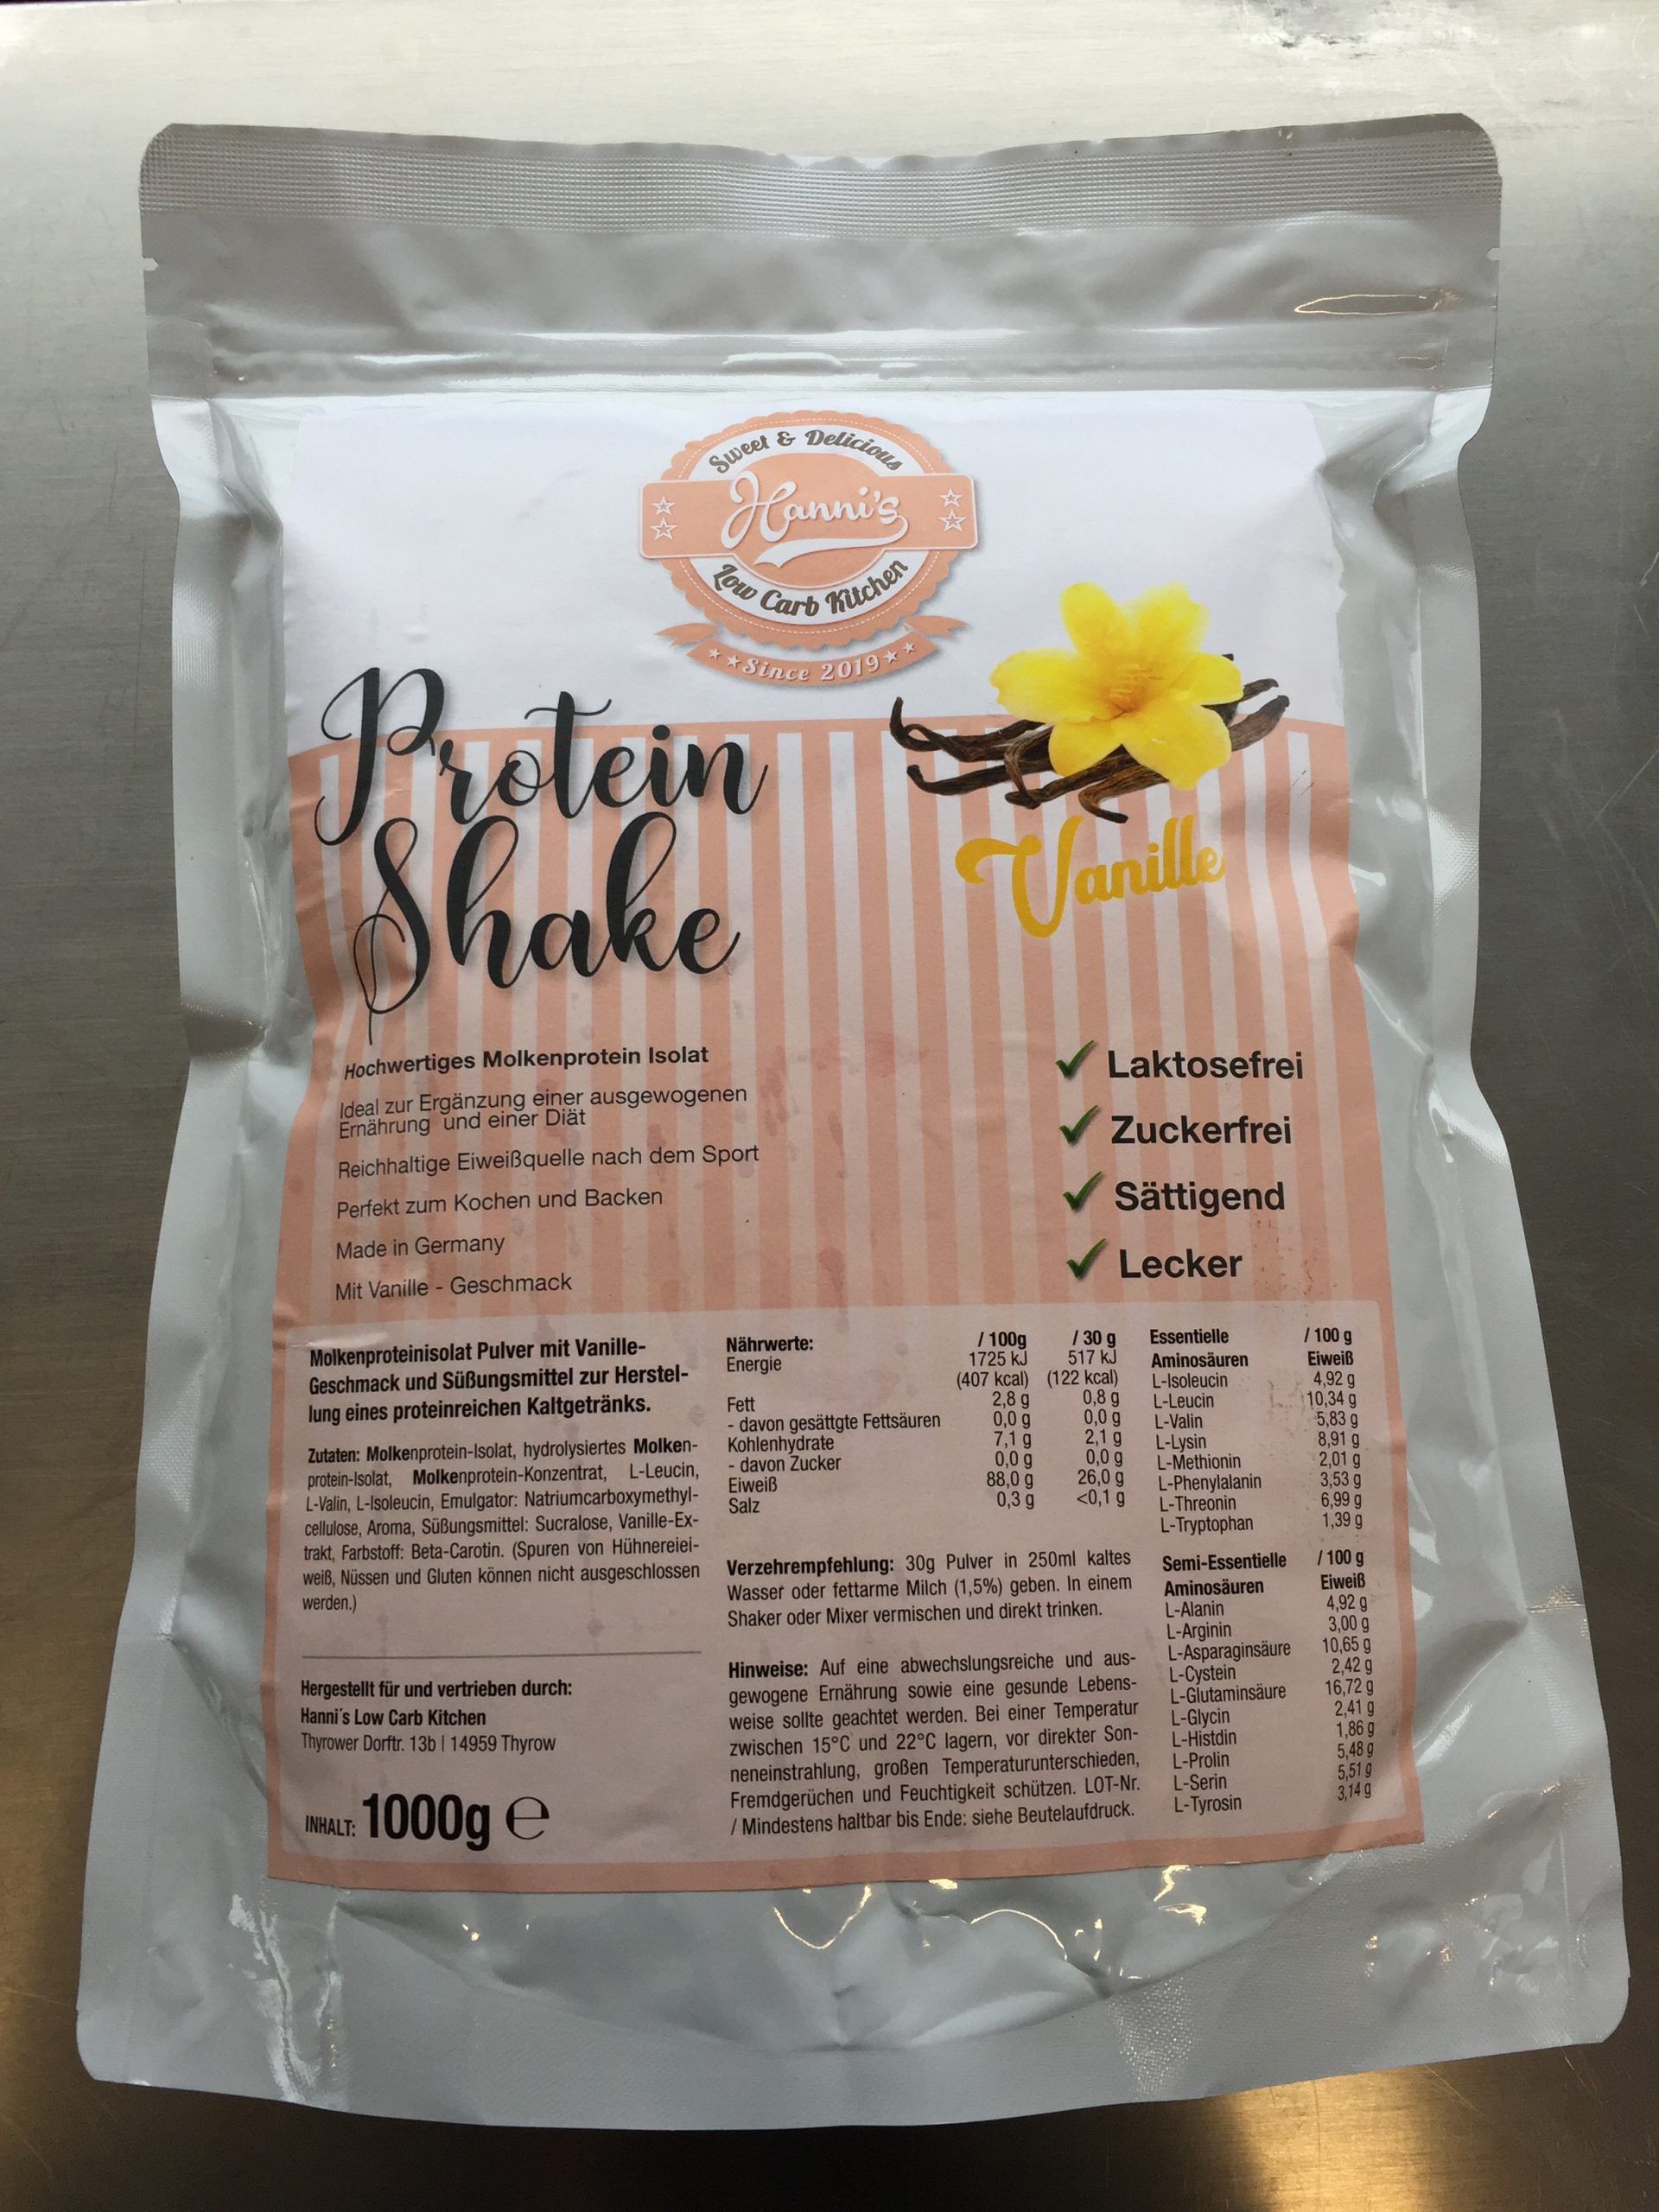 Sweet & Delicious
Hanni's
Low Carb Kitchen
Since 2019
Protein
Shake
Vanille
Hochwertiges Molkenprotein Isolat
Ideal zur Ergänzung einer ausgewogenen
Ernährung und einer Diät
Reichhaltige Eiweißquelle nach dem Sport
Perfekt zum Kochen und Backen
Made in Germany
Mit Vanille - Geschmack
Laktosefrei
Zuckerfrei
Sättigend
Lecker
Molkenproteinisolat Pulver mit Vanille-
Geschmack und Süßungsmittel zur Herstel-
lung eines proteinreichen Kaltgetränks.
Zutaten: Molkenprotein-Isolat, hydrolysiertes Molken-
protein-Isolat, Molkenprotein-Konzentrat, L-Leucin,
L-Valin, L-Isoleucin, Emulgator: Natriumcarboxymethyl-
cellulose, Aroma, Süßungsmittel: Sucralose, Vanille-Ex-
trakt, Farbstoff: Beta-Carotin. (Spuren von Hühnereiei-
weiß, Nüssen und Gluten können nicht ausgeschlossen
werden.)
Hergestellt für und vertrieben durch:
Hanni´s Low Carb Kitchen
Thyrower Dorftr. 13b | 14959 Thyrow
INHALT: 1000g ℮
Nährwerte: / 100g / 30 g
Energie 1725 kJ 517 kJ
(407 kcal) (122 kcal)
Fett 2,8 g 0,8 g
- davon gesättgte Fettsäuren 0,0 g 0,0 g
Kohlenhydrate 7,1 g 2,1 g
- davon Zucker 0,0 g 0,0 g
Eiweiß 88,0 g 26,0 g
Salz 0,3 g <0,1 g
Verzehrempfehlung: 30g Pulver in 250ml kaltes
Wasser oder fettarme Milch (1,5%) geben. In einem
Shaker oder Mixer vermischen und direkt trinken.
Hinweise: Auf eine abwechslungsreiche und aus-
gewogene Ernährung sowie eine gesunde Lebens-
weise sollte geachtet werden. Bei einer Temperatur
zwischen 15°C und 22°C lagern, vor direkter Son-
neneinstrahlung, großen Temperaturunterschieden,
Fremdgerüchen und Feuchtigkeit schützen. LOT-Nr.
/ Mindestens haltbar bis Ende: siehe Beutelaufdruck.
Essentielle / 100 g
Aminosäuren Eiweiß
L-Isoleucin 4,92 g
L-Leucin 10,34 g
L-Valin 5,83 g
L-Lysin 8,91 g
L-Methionin 2,01 g
L-Phenylalanin 3,53 g
L-Threonin 6,99 g
L-Tryptophan 1,39 g
Semi-Essentielle / 100 g
Aminosäuren Eiweiß
L-Alanin 4,92 g
L-Arginin 3,00 g
L-Asparaginsäure 10,65 g
L-Cystein 2,42 g
L-Glutaminsäure 16,72 g
L-Glycin 2,41 g
L-Histdin 1,86 g
L-Prolin 5,48 g
L-Serin 5,51 g
L-Tyrosin 3,14 g